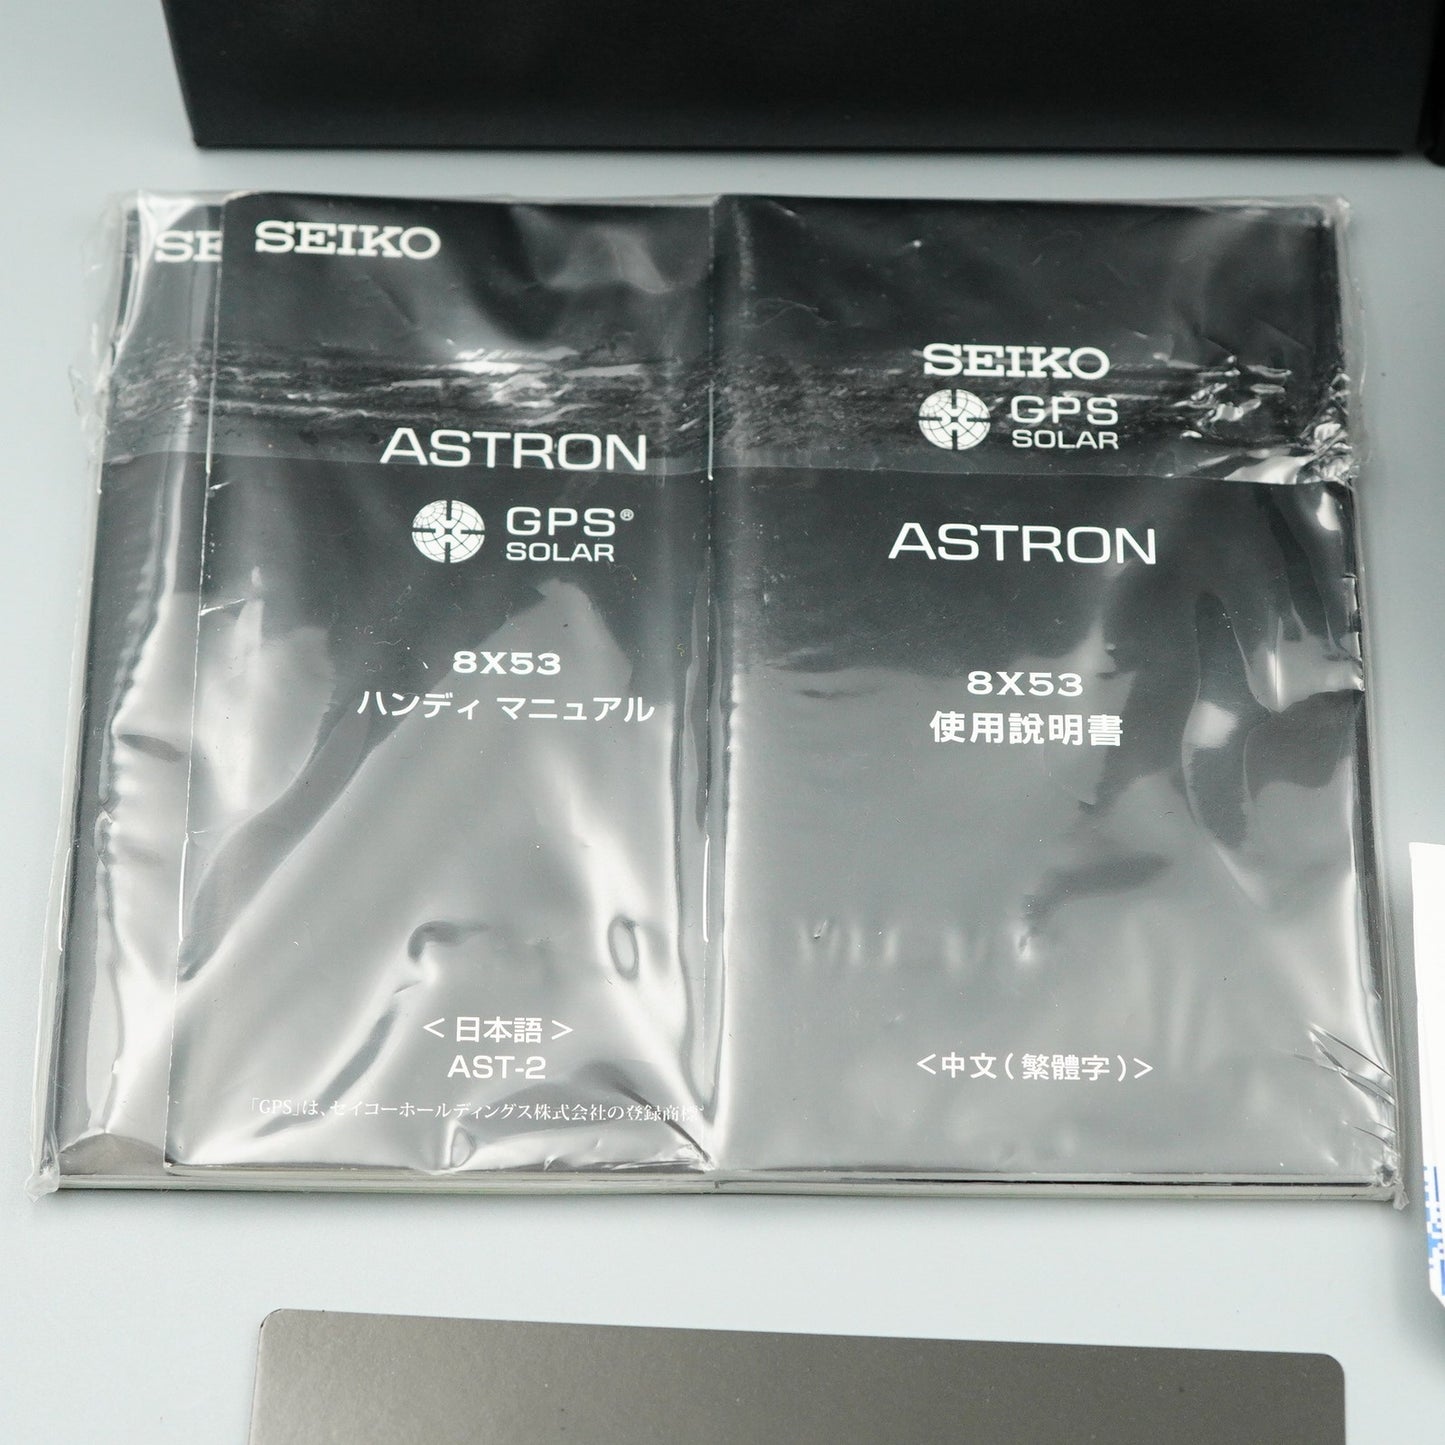 SE
SEIKO
ASTRON
GPS®
SOLAR
8X53
ハンディ マニュアル
<日本語>
AST-2
「GPS」は、セイコーホールディングス株式会社の登録商標
SEIKO
GPS
SOLAR
ASTRON
8X53
使用說明書
<中文(繁體字)>